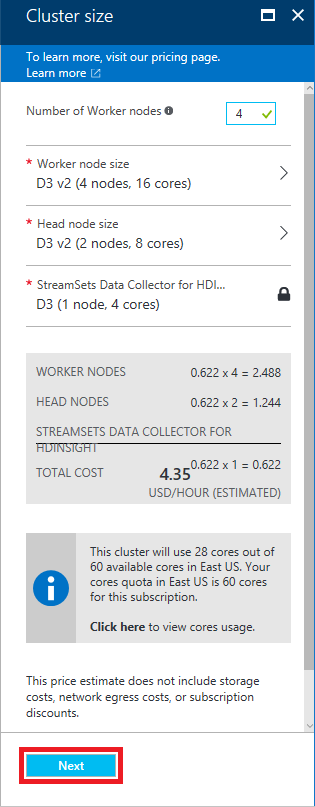 Cluster size
To learn more, visit our pricing page.
Learn more
Number of Worker nodes
4
* Worker node size
D3 v2 (4 nodes, 16 cores)
* Head node size
D3 v2 (2 nodes, 8 cores)
* StreamSets Data Collector for HDI...
D3 (1 node, 4 cores)
WORKER NODES 0.622 x 4 = 2.488
HEAD NODES 0.622 x 2 = 1.244
STREAMSETS DATA COLLECTOR FOR
HDINSIGHT
0.622 x 1 = 0.622
TOTAL COST 4.35
USD/HOUR (ESTIMATED)
This cluster will use 28 cores out of
60 available cores in East US. Your
cores quota in East US is 60 cores
for this subscription.
Click here to view cores usage.
This price estimate does not include storage
costs, network egress costs, or subscription
discounts.
Next